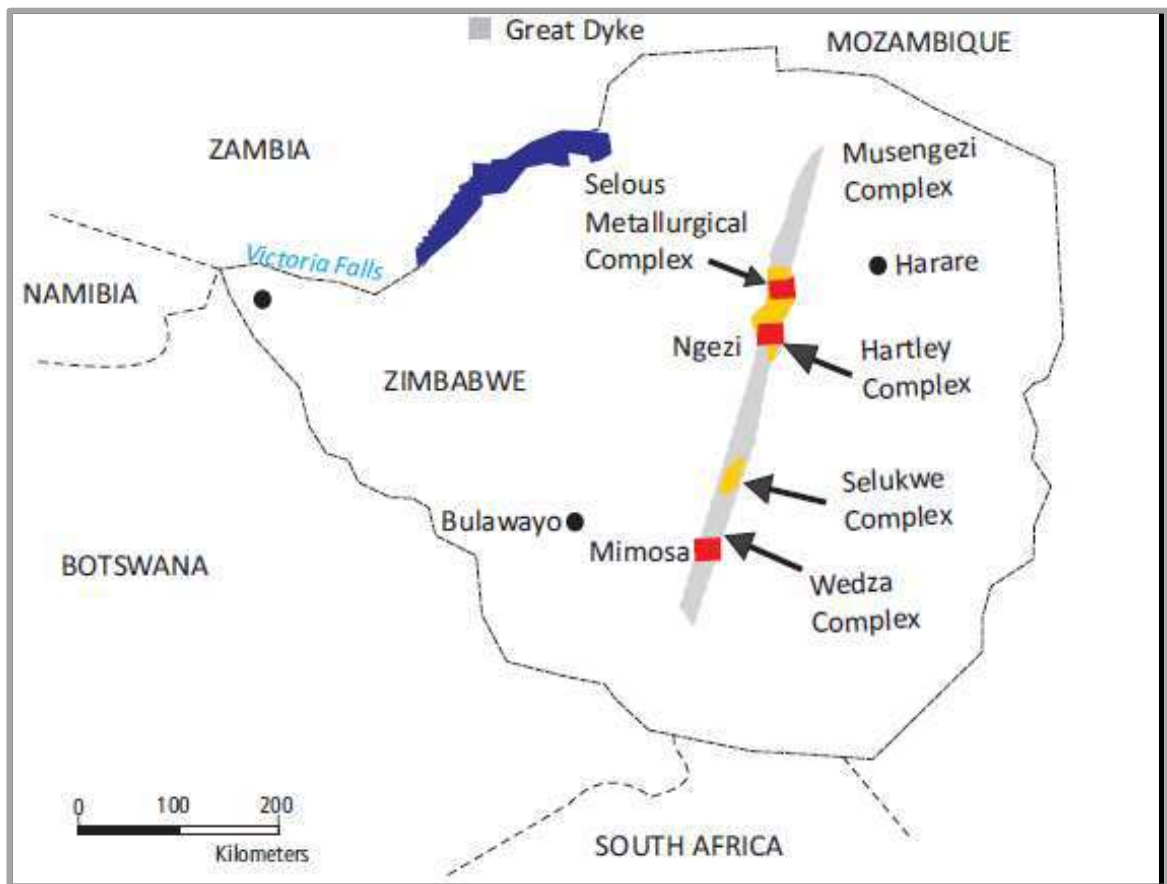 Great Dyke
MOZAMBIQUE
ZAMBIA
Musengezi
Complex
Selous
Metallurgical
Complex
Victoria Falls
Harare
NAMIBIA
Ngezi
Hartley
Complex
ZIMBABWE
Selukwe
Complex
Bulawayo
Mimosa
BOTSWANA
Wedza
Complex
0 100 200
Kilometers
SOUTH AFRICA